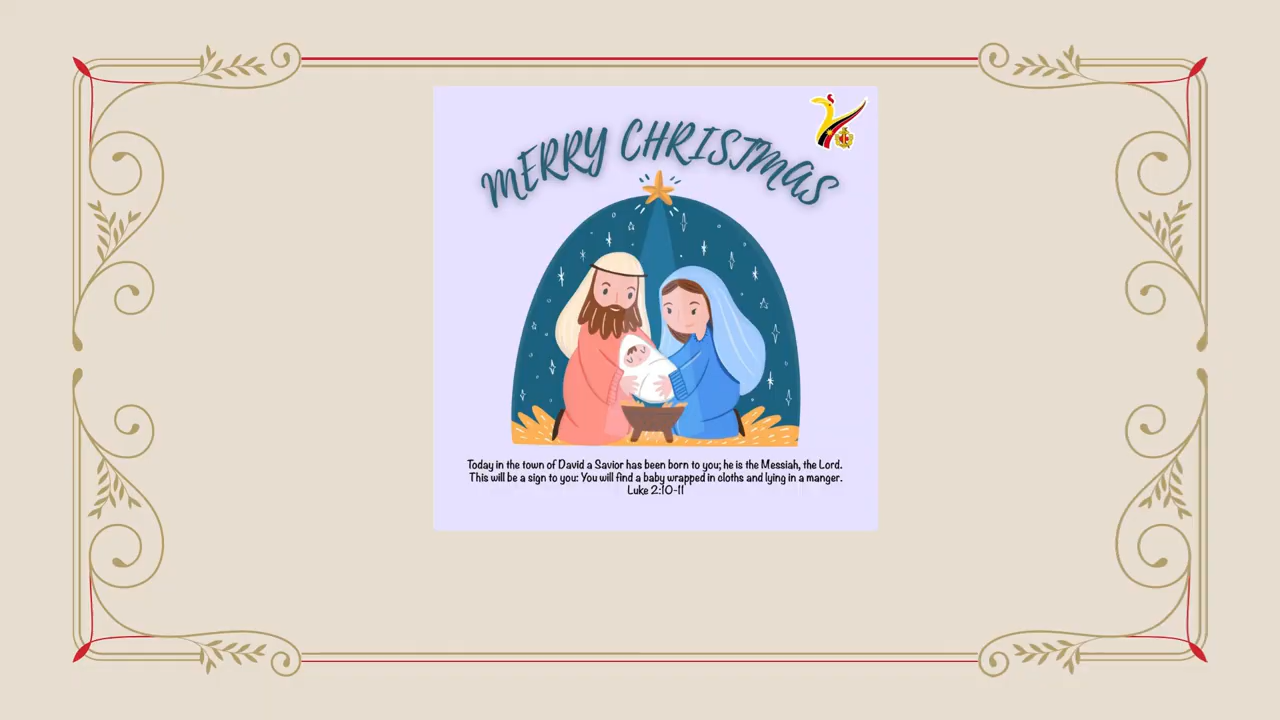 MERRY CHRISTMAS
Today in the town of David a Savior has been born to you; he is the Messiah, the Lord.
This will be a sign to you: You will find a baby wrapped in cloths and lying in a manger.
Luke 2:10-11